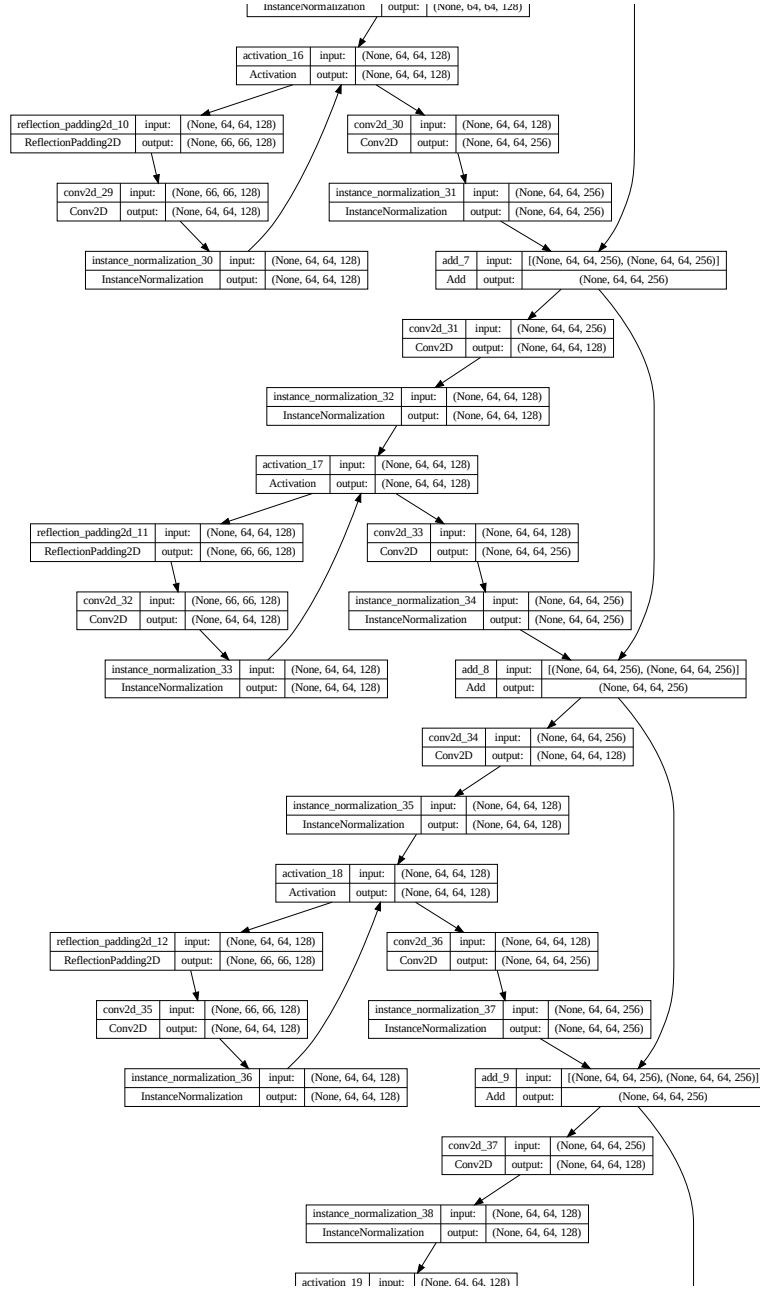 InstanceNormalization output: (None, 64, 64, 128)
activation_16 input: (None, 64, 64, 128)
Activation output: (None, 64, 64, 128)
reflection_padding2d_10 input: (None, 64, 64, 128)
ReflectionPadding2D output: (None, 66, 66, 128)
conv2d_30 input: (None, 64, 64, 128)
Conv2D output: (None, 64, 64, 256)
conv2d_29 input: (None, 66, 66, 128)
Conv2D output: (None, 64, 64, 128)
instance_normalization_31 input: (None, 64, 64, 256)
InstanceNormalization output: (None, 64, 64, 256)
instance_normalization_30 input: (None, 64, 64, 128)
InstanceNormalization output: (None, 64, 64, 128)
add_7 input: [(None, 64, 64, 256), (None, 64, 64, 256)]
Add output: (None, 64, 64, 256)
conv2d_31 input: (None, 64, 64, 256)
Conv2D output: (None, 64, 64, 128)
instance_normalization_32 input: (None, 64, 64, 128)
InstanceNormalization output: (None, 64, 64, 128)
activation_17 input: (None, 64, 64, 128)
Activation output: (None, 64, 64, 128)
reflection_padding2d_11 input: (None, 64, 64, 128)
ReflectionPadding2D output: (None, 66, 66, 128)
conv2d_33 input: (None, 64, 64, 128)
Conv2D output: (None, 64, 64, 256)
conv2d_32 input: (None, 66, 66, 128)
Conv2D output: (None, 64, 64, 128)
instance_normalization_34 input: (None, 64, 64, 256)
InstanceNormalization output: (None, 64, 64, 256)
instance_normalization_33 input: (None, 64, 64, 128)
InstanceNormalization output: (None, 64, 64, 128)
add_8 input: [(None, 64, 64, 256), (None, 64, 64, 256)]
Add output: (None, 64, 64, 256)
conv2d_34 input: (None, 64, 64, 256)
Conv2D output: (None, 64, 64, 128)
instance_normalization_35 input: (None, 64, 64, 128)
InstanceNormalization output: (None, 64, 64, 128)
activation_18 input: (None, 64, 64, 128)
Activation output: (None, 64, 64, 128)
reflection_padding2d_12 input: (None, 64, 64, 128)
ReflectionPadding2D output: (None, 66, 66, 128)
conv2d_36 input: (None, 64, 64, 128)
Conv2D output: (None, 64, 64, 256)
conv2d_35 input: (None, 66, 66, 128)
Conv2D output: (None, 64, 64, 128)
instance_normalization_37 input: (None, 64, 64, 256)
InstanceNormalization output: (None, 64, 64, 256)
instance_normalization_36 input: (None, 64, 64, 128)
InstanceNormalization output: (None, 64, 64, 128)
add_9 input: [(None, 64, 64, 256), (None, 64, 64, 256)]
Add output: (None, 64, 64, 256)
conv2d_37 input: (None, 64, 64, 256)
Conv2D output: (None, 64, 64, 128)
instance_normalization_38 input: (None, 64, 64, 128)
InstanceNormalization output: (None, 64, 64, 128)
activation_19 input: (None, 64, 64, 128)